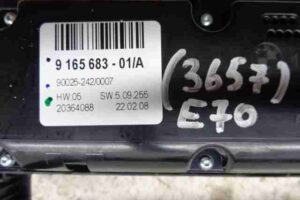 9 165 683 - 01/A
90025-242/0007
HW.05 SW.5.09.255
20364088 22.02.08
(3657)
E70